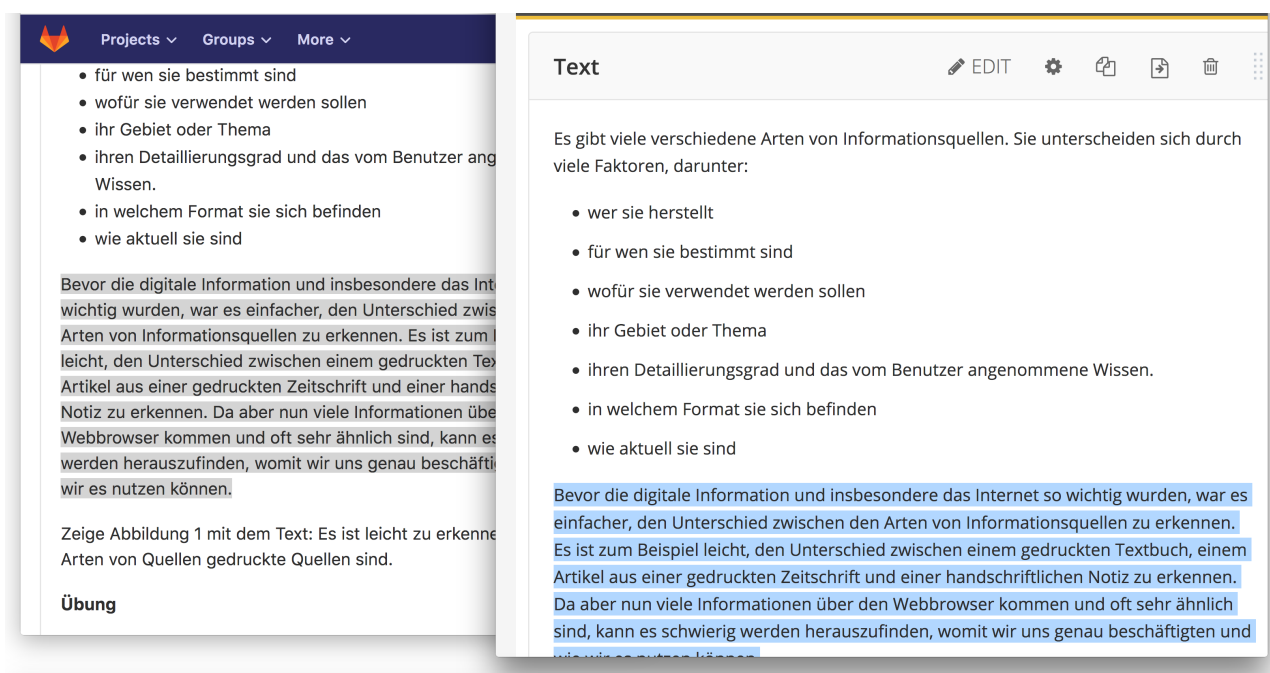 Projects Groups More
für wen sie bestimmt sind
wofür sie verwendet werden sollen
ihr Gebiet oder Thema
ihren Detaillierungsgrad und das vom Benutzer ang
Wissen.
in welchem Format sie sich befinden
wie aktuell sie sind
Bevor die digitale Information und insbesondere das Int
wichtig wurden, war es einfacher, den Unterschied zwis
Arten von Informationsquellen zu erkennen. Es ist zum
leicht, den Unterschied zwischen einem gedruckten Tex
Artikel aus einer gedruckten Zeitschrift und einer hands
Notiz zu erkennen. Da aber nun viele Informationen übe
Webbrowser kommen und oft sehr ähnlich sind, kann es
werden herauszufinden, womit wir uns genau beschäftig
wir es nutzen können.
Zeige Abbildung 1 mit dem Text: Es ist leicht zu erkenne
Arten von Quellen gedruckte Quellen sind.
Übung
Text EDIT
Es gibt viele verschiedene Arten von Informationsquellen. Sie unterscheiden sich durch
viele Faktoren, darunter:
wer sie herstellt
für wen sie bestimmt sind
wofür sie verwendet werden sollen
ihr Gebiet oder Thema
ihren Detaillierungsgrad und das vom Benutzer angenommene Wissen.
in welchem Format sie sich befinden
wie aktuell sie sind
Bevor die digitale Information und insbesondere das Internet so wichtig wurden, war es
einfacher, den Unterschied zwischen den Arten von Informationsquellen zu erkennen.
Es ist zum Beispiel leicht, den Unterschied zwischen einem gedruckten Textbuch, einem
Artikel aus einer gedruckten Zeitschrift und einer handschriftlichen Notiz zu erkennen.
Da aber nun viele Informationen über den Webbrowser kommen und oft sehr ähnlich
sind, kann es schwierig werden herauszufinden, womit wir uns genau beschäftigten und
wie wir es nutzen können.